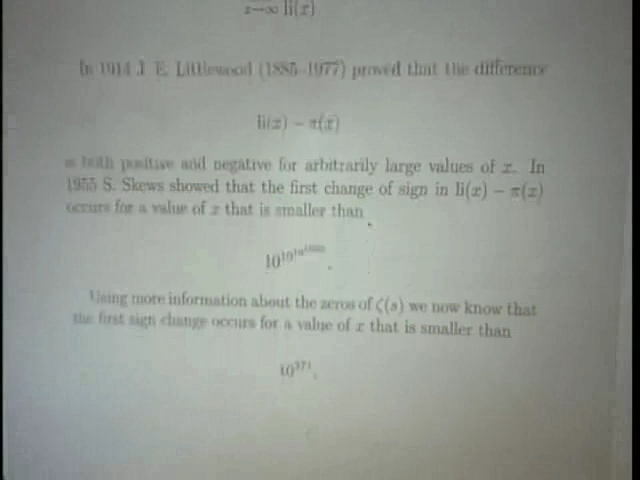 x→∞ li(x)
In 1914 J. E. Littlewood (1885–1977) proved that the difference
li(x) − π(x)
is both positive and negative for arbitrarily large values of x. In
1955 S. Skews showed that the first change of sign in li(x) − π(x)
occurs for a value of x that is smaller than
10^10^10^
Using more information about the zeros of ζ(s) we now know that
the first sign change occurs for a value of x that is smaller than
10^371.